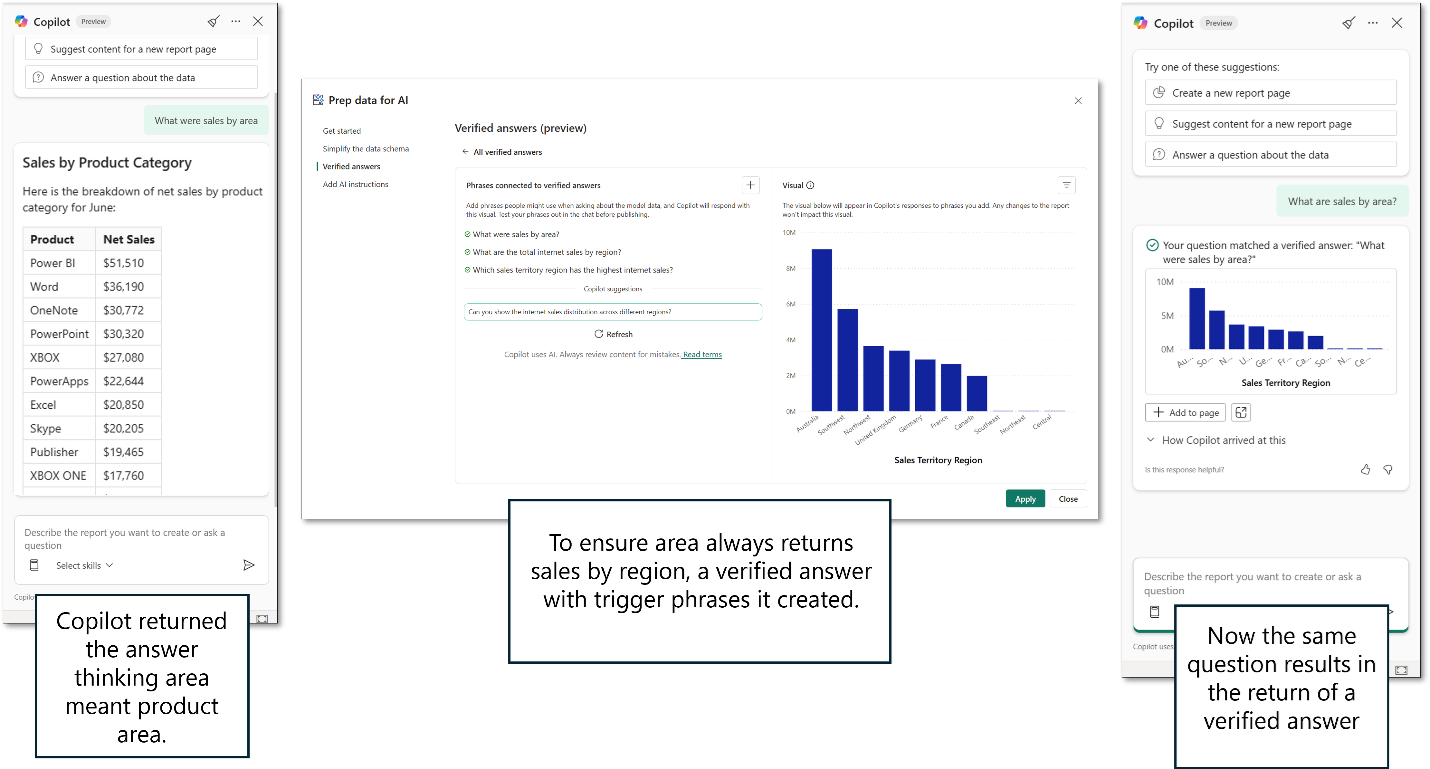 Copilot Preview
Suggest content for a new report page
Answer a question about the data
What were sales by area
Sales by Product Category
Here is the breakdown of net sales by product
category for June:
Product Net Sales
Power BI $51,510
Word $36,190
OneNote $30,772
PowerPoint $30,320
XBOX $27,080
PowerApps $22,644
Excel $20,850
Skype $20,205
Publisher $19,465
XBOX ONE $17,760
Describe the report you want to create or ask a
question
Select skills
Copilot returned
the answer
thinking area
meant product
area.
Prep data for AI
Get started
Simplify the data schema
Verified answers
Add AI instructions
Verified answers (preview)
All verified answers
Phrases connected to verified answers
Add phrases people might use when asking about the model data, and Copilot will respond with
this visual. Test your phrases out in the chat before publishing.
What were sales by area?
What are the total internet sales by region?
Which sales territory region has the highest internet sales?
Copilot suggestions
Can you show the internet sales distribution across different regions?
Refresh
Copilot uses AI. Always review content for mistakes. Read terms
Visual
The visual below will appear in Copilot's responses to phrases you add. Any changes to the report
won't impact this visual.
10M
8M
6M
4M
2M
0M
Australia
Southwest
Northwest
United Kingdom
Germany
France
Canada
Southeast
Northeast
Central
Sales Territory Region
Apply Close
To ensure area always returns
sales by region, a verified answer
with trigger phrases it created.
Copilot Preview
Try one of these suggestions:
Create a new report page
Suggest content for a new report page
Answer a question about the data
What are sales by area?
Your question matched a verified answer: "What
were sales by area?"
10M
5M
0M
Au...
So...
N...
U...
Ge...
Fr...
Ca...
So...
N...
Ce...
Sales Territory Region
Add to page
How Copilot arrived at this
Is this response helpful?
Describe the report you want to create or ask a
question
Copilot uses
Now the same
question results in
the return of a
verified answer